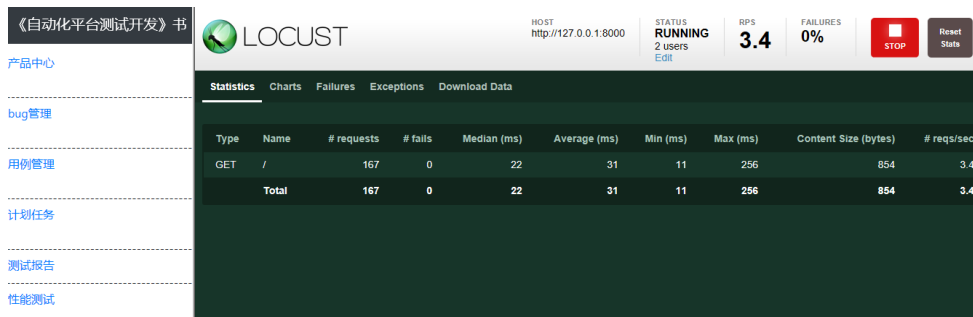 《自动化平台测试开发》书
产品中心
bug管理
用例管理
计划任务
测试报告
性能测试
LOCUST
HOST
http://127.0.0.1:8000
STATUS
RUNNING
2 users
Edit
RPS
3.4
FAILURES
0%
STOP
Reset
Stats
Statistics Charts Failures Exceptions Download Data
Type Name # requests # fails Median (ms) Average (ms) Min (ms) Max (ms) Content Size (bytes) # reqs/sec
GET / 167 0 22 31 11 256 854 3.4
Total 167 0 22 31 11 256 854 3.4